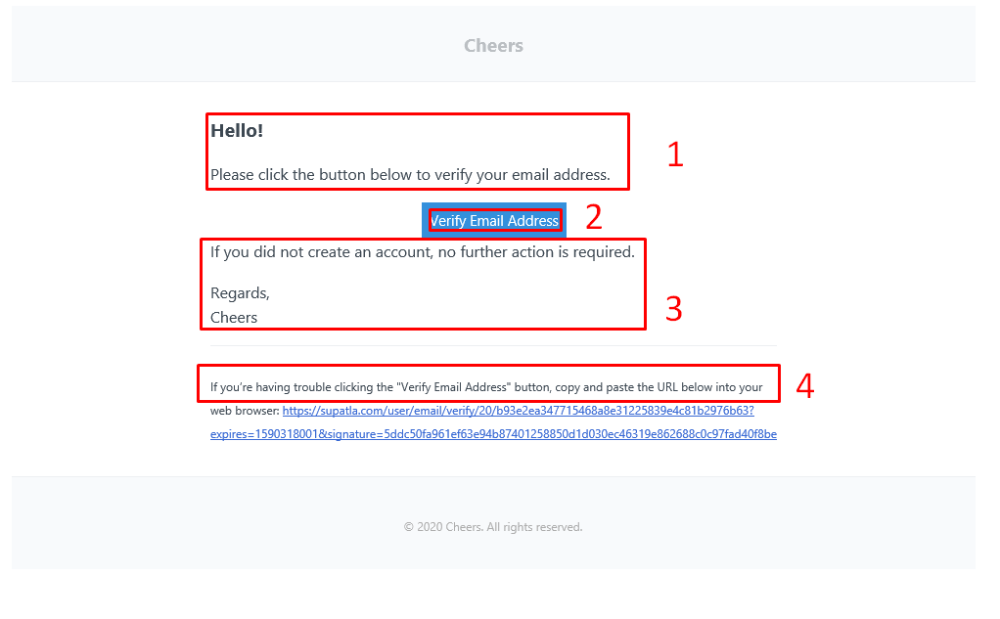 Cheers
Hello!
1
Please click the button below to verify your email address.
Verify Email Address
2
If you did not create an account, no further action is required.
Regards,
3
Cheers
If you're having trouble clicking the "Verify Email Address" button, copy and paste the URL below into your
4
web browser: https://supatla.com/user/email/verify/20/b93e2ea347715468a8e31225839e4c81b2976b63?
expires=1590318001&signature=5ddc50fa961ef63e94b87401258850d1d030ec46319e862688c0c97fad40f8be
© 2020 Cheers. All rights reserved.